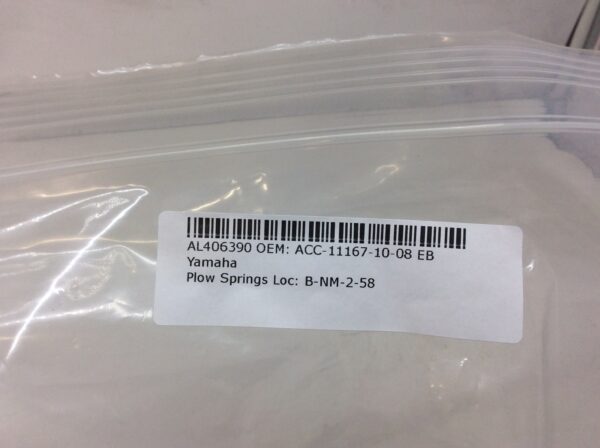 AL406390 OEM: ACC-11167-10-08 EB
Yamaha
Plow Springs Loc: B-NM-2-58